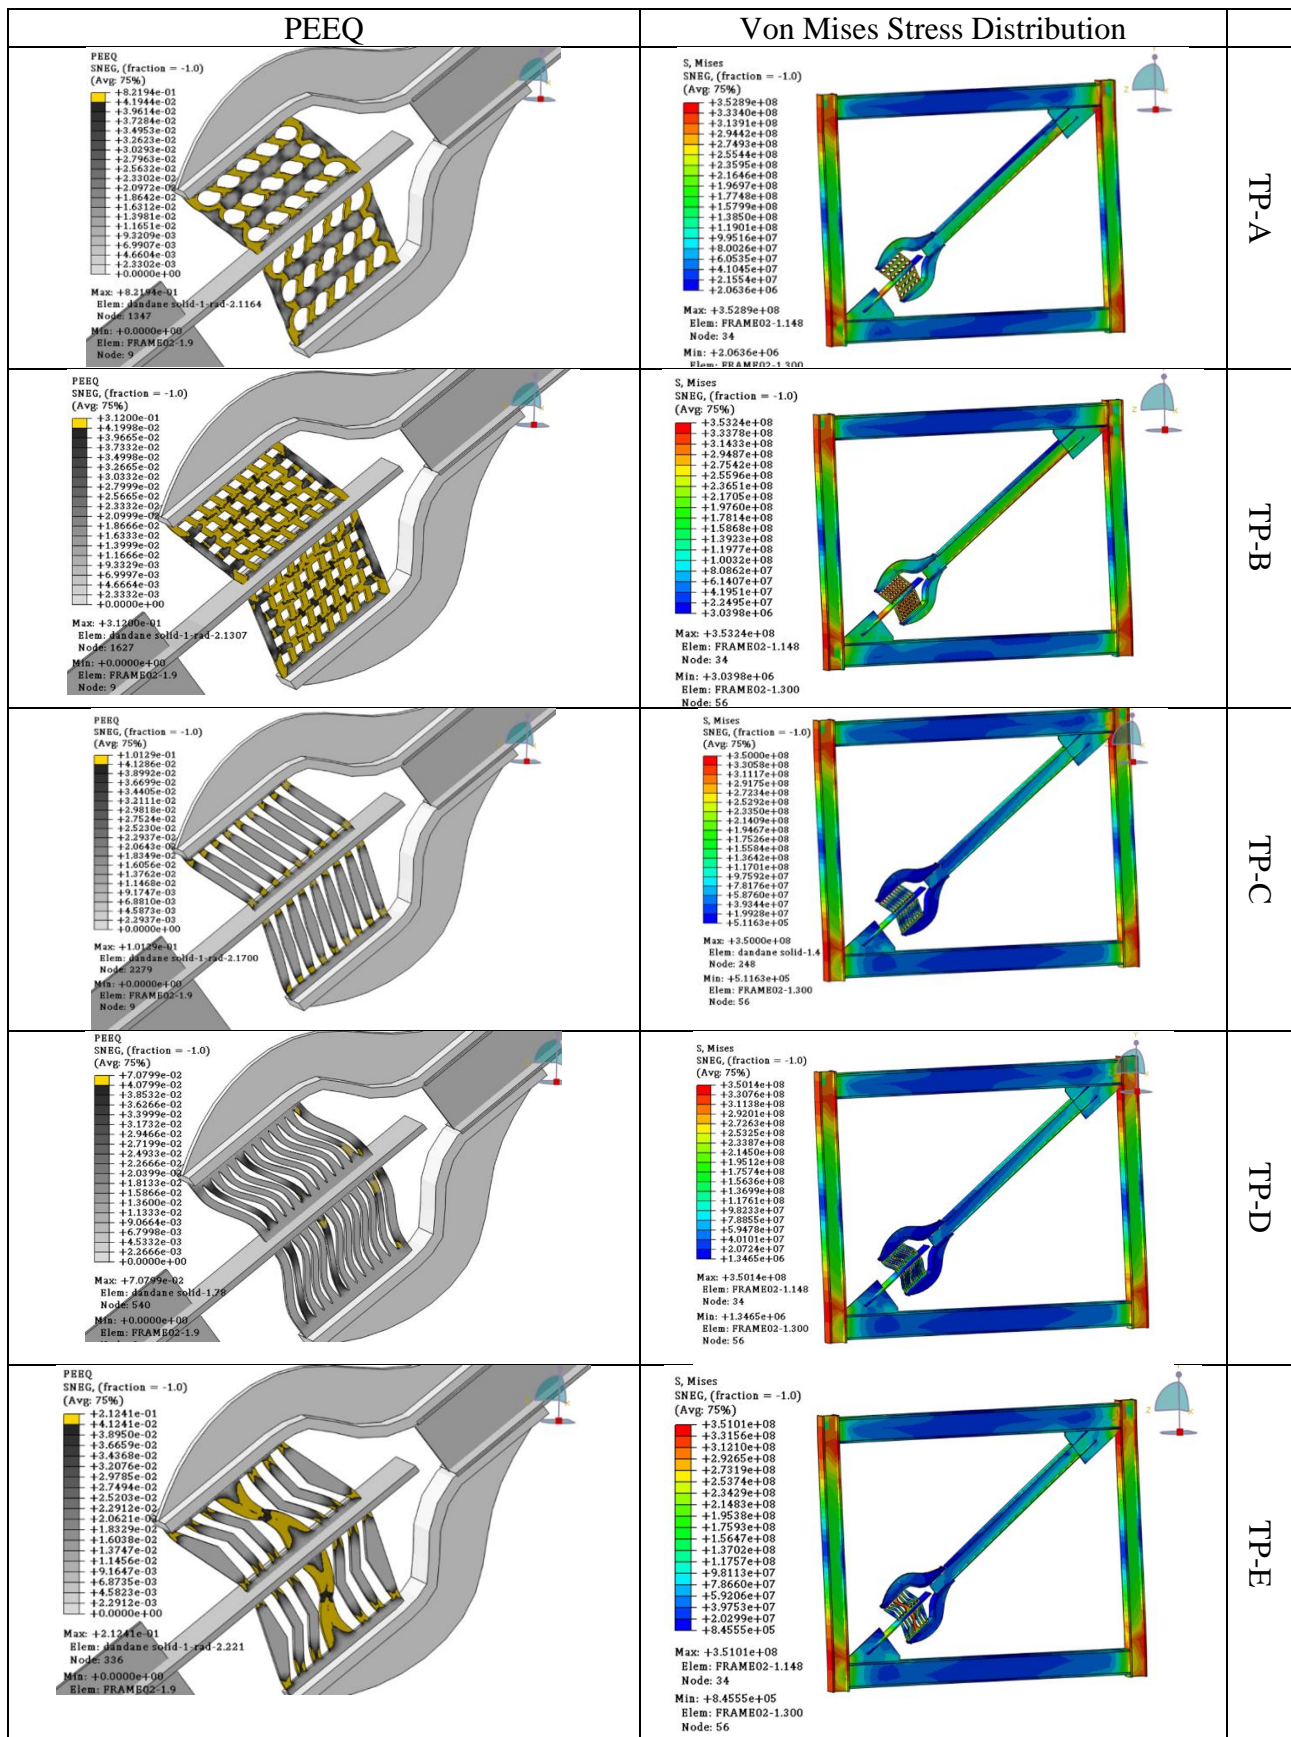 PEEQ
Von Mises Stress Distribution
PEEQ
SNEG, (fraction = -1.0)
(Avg: 75%)
+8.2194e-01
+4.1944e-02
+3.9614e-02
+3.7284e-02
+3.4953e-02
+3.2623e-02
+3.0293e-02
+2.7963e-02
+2.5632e-02
+2.3302e-02
+2.0972e-02
+1.8642e-02
+1.6312e-02
+1.3981e-02
+1.1651e-02
+9.3209e-03
+6.9907e-03
+4.6604e-03
+2.3302e-03
+0.0000e+00
Max: +8.2194e-01
Elem: dandane solid-1-rad-2.1164
Node: 1347
Min: +0.0000e+00
Elem: FRAME02-1.9
Node: 9
S, Mises
SNEG, (fraction = -1.0)
(Avg: 75%)
+3.5289e+08
+3.3340e+08
+3.1391e+08
+2.9442e+08
+2.7493e+08
+2.5544e+08
+2.3595e+08
+2.1646e+08
+1.9697e+08
+1.7748e+08
+1.5799e+08
+1.3850e+08
+1.1901e+08
+9.9516e+07
+8.0026e+07
+6.0535e+07
+4.1045e+07
+2.1554e+07
+2.0636e+06
Max: +3.5289e+08
Elem: FRAME02-1.148
Node: 34
Min: +2.0636e+06
Elem: FRAME02-1.300
TP-A
PEEQ
SNEG, (fraction = -1.0)
(Avg: 75%)
+3.1200e-01
+4.1998e-02
+3.9665e-02
+3.7332e-02
+3.4998e-02
+3.2665e-02
+3.0332e-02
+2.7999e-02
+2.5665e-02
+2.3332e-02
+2.0999e-02
+1.8666e-02
+1.6333e-02
+1.3999e-02
+1.1666e-02
+9.3329e-03
+6.9997e-03
+4.6664e-03
+2.3332e-03
+0.0000e+00
Max: +3.1200e-01
Elem: dandane solid-1-rad-2.1307
Node: 1627
Min: +0.0000e+00
Elem: FRAME02-1.9
Node: 9
S, Mises
SNEG, (fraction = -1.0)
(Avg: 75%)
+3.5324e+08
+3.3378e+08
+3.1433e+08
+2.9487e+08
+2.7542e+08
+2.5596e+08
+2.3651e+08
+2.1705e+08
+1.9760e+08
+1.7814e+08
+1.5868e+08
+1.3923e+08
+1.1977e+08
+1.0032e+08
+8.0862e+07
+6.1407e+07
+4.1951e+07
+2.2495e+07
+3.0398e+06
Max: +3.5324e+08
Elem: FRAME02-1.148
Node: 34
Min: +3.0398e+06
Elem: FRAME02-1.300
Node: 56
TP-B
PEEQ
SNEG, (fraction = -1.0)
(Avg: 75%)
+1.0129e-01
+4.1286e-02
+3.8992e-02
+3.6699e-02
+3.4405e-02
+3.2111e-02
+2.9818e-02
+2.7524e-02
+2.5230e-02
+2.2937e-02
+2.0643e-02
+1.8349e-02
+1.6056e-02
+1.3762e-02
+1.1468e-02
+9.1747e-03
+6.8810e-03
+4.5873e-03
+2.2937e-03
+0.0000e+00
Max: +1.0129e-01
Elem: dandane solid-1-rad-2.1700
Node: 2279
Min: +0.0000e+00
Elem: FRAME02-1.9
Node: 9
S, Mises
SNEG, (fraction = -1.0)
(Avg: 75%)
+3.5000e+08
+3.3058e+08
+3.1117e+08
+2.9175e+08
+2.7234e+08
+2.5292e+08
+2.3350e+08
+2.1409e+08
+1.9467e+08
+1.7526e+08
+1.5584e+08
+1.3642e+08
+1.1701e+08
+9.7592e+07
+7.8176e+07
+5.8760e+07
+3.9344e+07
+1.9928e+07
+5.1163e+05
Max: +3.5000e+08
Elem: dandane solid-1.4
Node: 248
Min: +5.1163e+05
Elem: FRAME02-1.300
Node: 56
TP-C
PEEQ
SNEG, (fraction = -1.0)
(Avg: 75%)
+7.0799e-02
+4.0799e-02
+3.8532e-02
+3.6266e-02
+3.3999e-02
+3.1732e-02
+2.9466e-02
+2.7199e-02
+2.4933e-02
+2.2666e-02
+2.0399e-02
+1.8133e-02
+1.5866e-02
+1.3600e-02
+1.1333e-02
+9.0664e-03
+6.7998e-03
+4.5332e-03
+2.2666e-03
+0.0000e+00
Max: +7.0799e-02
Elem: dandane solid-1.78
Node: 540
Min: +0.0000e+00
Elem: FRAME02-1.9
S, Mises
SNEG, (fraction = -1.0)
(Avg: 75%)
+3.5014e+08
+3.3076e+08
+3.1138e+08
+2.9201e+08
+2.7263e+08
+2.5325e+08
+2.3387e+08
+2.1450e+08
+1.9512e+08
+1.7574e+08
+1.5636e+08
+1.3699e+08
+1.1761e+08
+9.8233e+07
+7.8855e+07
+5.9478e+07
+4.0101e+07
+2.0724e+07
+1.3465e+06
Max: +3.5014e+08
Elem: FRAME02-1.148
Node: 34
Min: +1.3465e+06
Elem: FRAME02-1.300
Node: 56
TP-D
PEEQ
SNEG, (fraction = -1.0)
(Avg: 75%)
+2.1241e-01
+4.1241e-02
+3.8950e-02
+3.6659e-02
+3.4368e-02
+3.2076e-02
+2.9785e-02
+2.7494e-02
+2.5203e-02
+2.2912e-02
+2.0621e-02
+1.8329e-02
+1.6038e-02
+1.3747e-02
+1.1456e-02
+9.1647e-03
+6.8735e-03
+4.5823e-03
+2.2912e-03
+0.0000e+00
Max: +2.1241e-01
Elem: dandane solid-1-rad-2.221
Node: 336
Min: +0.0000e+00
Elem: FRAME02-1.9
S, Mises
SNEG, (fraction = -1.0)
(Avg: 75%)
+3.5101e+08
+3.3156e+08
+3.1210e+08
+2.9265e+08
+2.7319e+08
+2.5374e+08
+2.3429e+08
+2.1483e+08
+1.9538e+08
+1.7593e+08
+1.5647e+08
+1.3702e+08
+1.1757e+08
+9.8113e+07
+7.8660e+07
+5.9206e+07
+3.9753e+07
+2.0299e+07
+8.4555e+05
Max: +3.5101e+08
Elem: FRAME02-1.148
Node: 34
Min: +8.4555e+05
Elem: FRAME02-1.300
Node: 56
TP-E